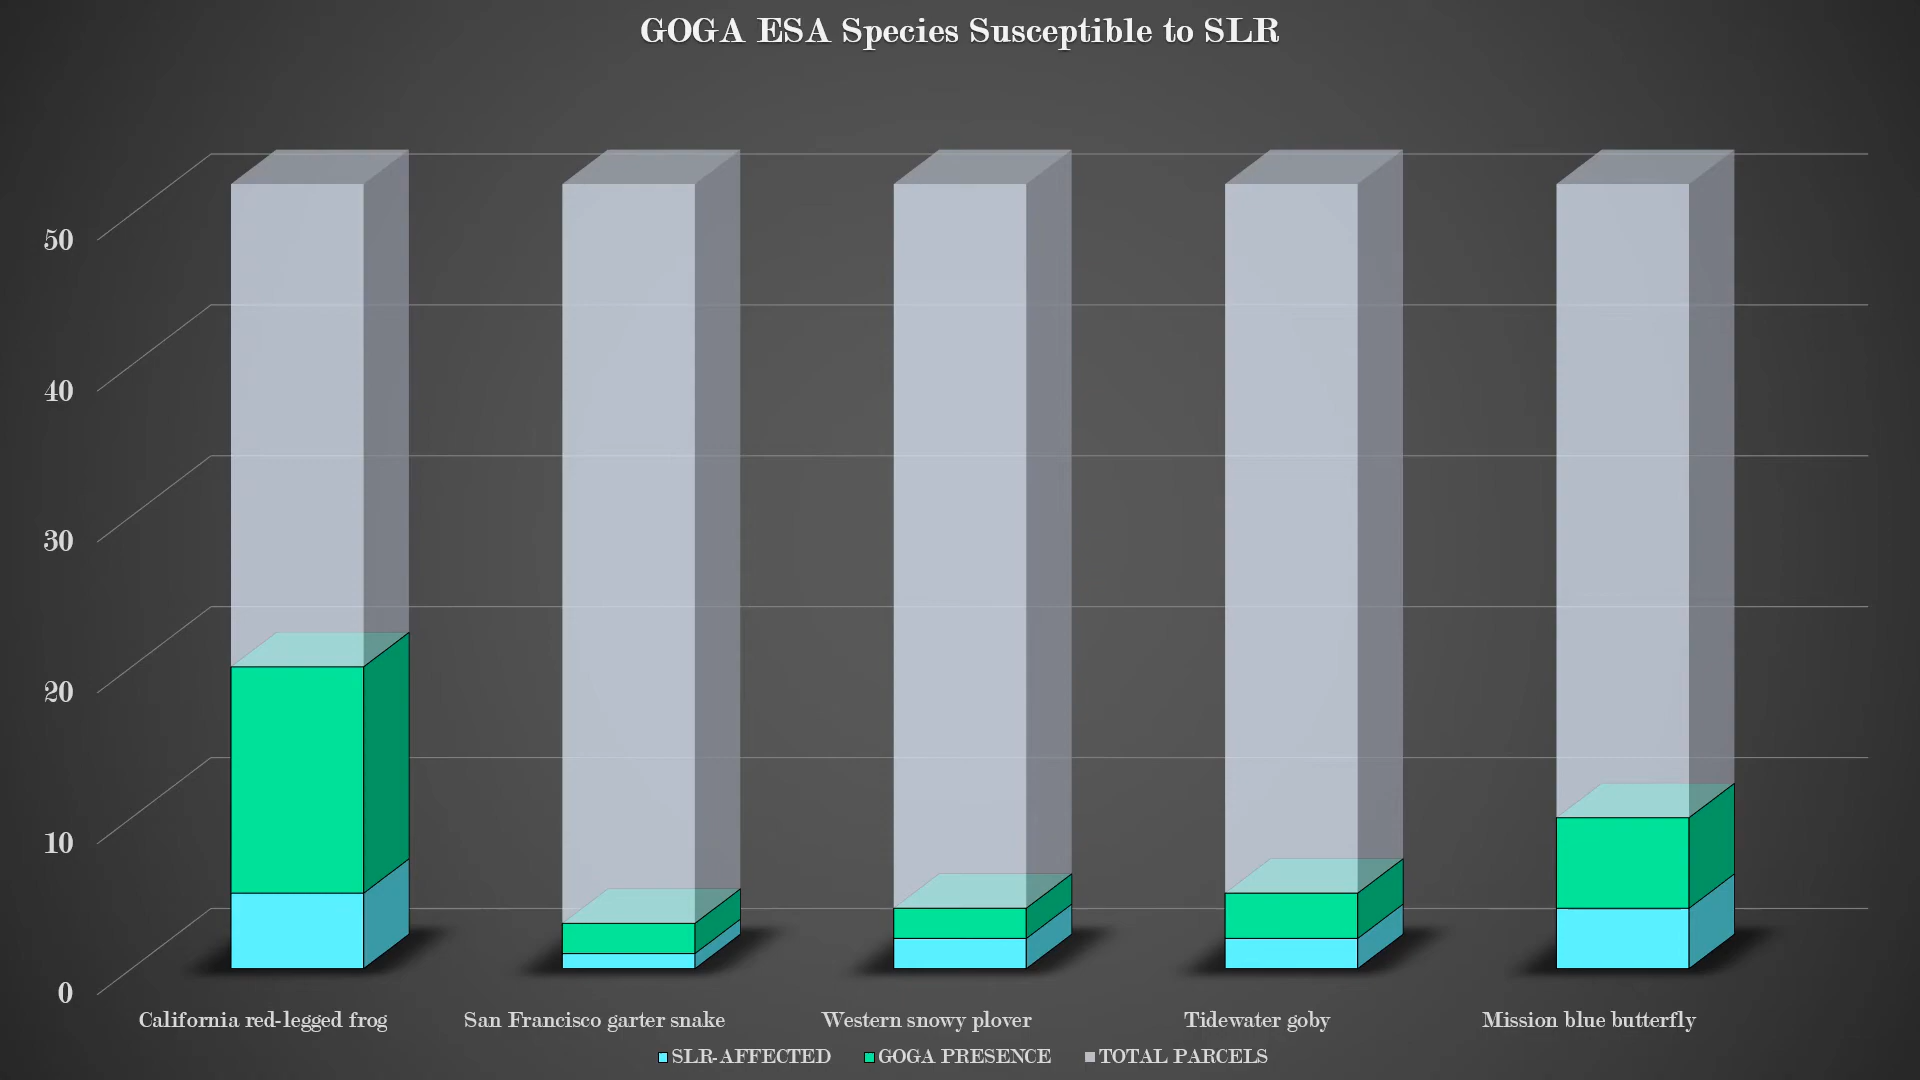 GOGA ESA Species Susceptible to SLR
50
40
30
20
10
0
California red-legged frog
San Francisco garter snake
Western snowy plover
Tidewater goby
Mission blue butterfly
SLR-AFFECTED
GOGA PRESENCE
TOTAL PARCELS